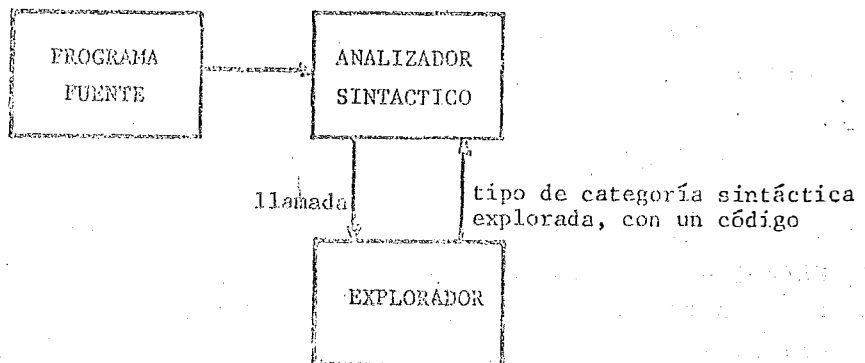 PROGRAMA
FUENTE
ANALIZADOR
SINTACTICO
llamada
tipo de categoría sintáctica
explorada, con un código
EXPLORADOR